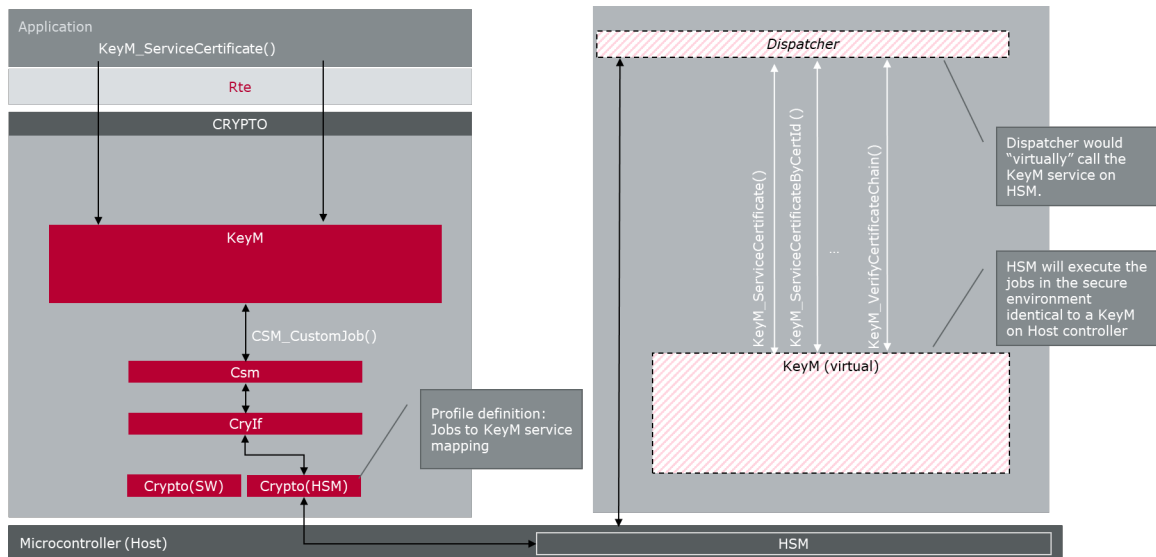 Application
KeyM_ServiceCertificate()
Rte
CRYPTO
KeyM
CSM_CustomJob()
Csm
CryIf
Profile definition:
Jobs to KeyM service
mapping
Crypto(SW)
Crypto(HSM)
Microcontroller (Host)
HSM
Dispatcher
KeyM_ServiceCertificate()
KeyM_ServiceCertificateByCertId ()
...
KeyM_VerifyCertificateChain()
Dispatcher would
“virtually” call the
KeyM service on
HSM.
HSM will execute the
jobs in the secure
environment
identical to a KeyM
on Host controller
KeyM (virtual)